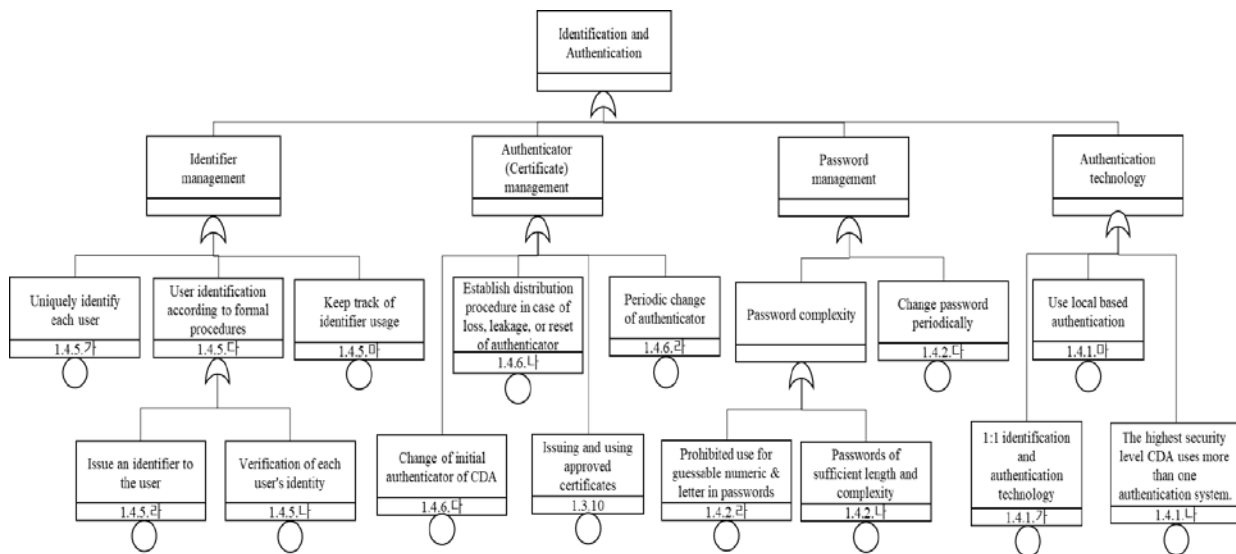 Identification and
Authentication
Identifier
management
Authenticator
(Certificate)
management
Password
management
Authentication
technology
Uniquely identify
each user
1.4.5.가
User identification
according to formal
procedures
1.4.5.다
Keep track of
identifier usage
1.4.5.마
Establish distribution
procedure in case of
loss, leakage, or reset
of authenticator
1.4.6.나
Periodic change
of authenticator
1.4.6.라
Password complexity
Change password
periodically
1.4.2.다
Use local based
authentication
1.4.1.마
Issue an identifier to
the user
1.4.5.라
Verification of each
user's identity
1.4.5.나
Change of initial
authenticator of CDA
1.4.6.다
Issuing and using
approved
certificates
1.3.10
Prohibited use for
guessable numeric &
letter in passwords
1.4.2.라
Passwords of
sufficient length and
complexity
1.4.2.나
1:1 identification
and
authentication
technology
1.4.1.가
The highest security
level CDA uses more
than one
authentication system.
1.4.1.나